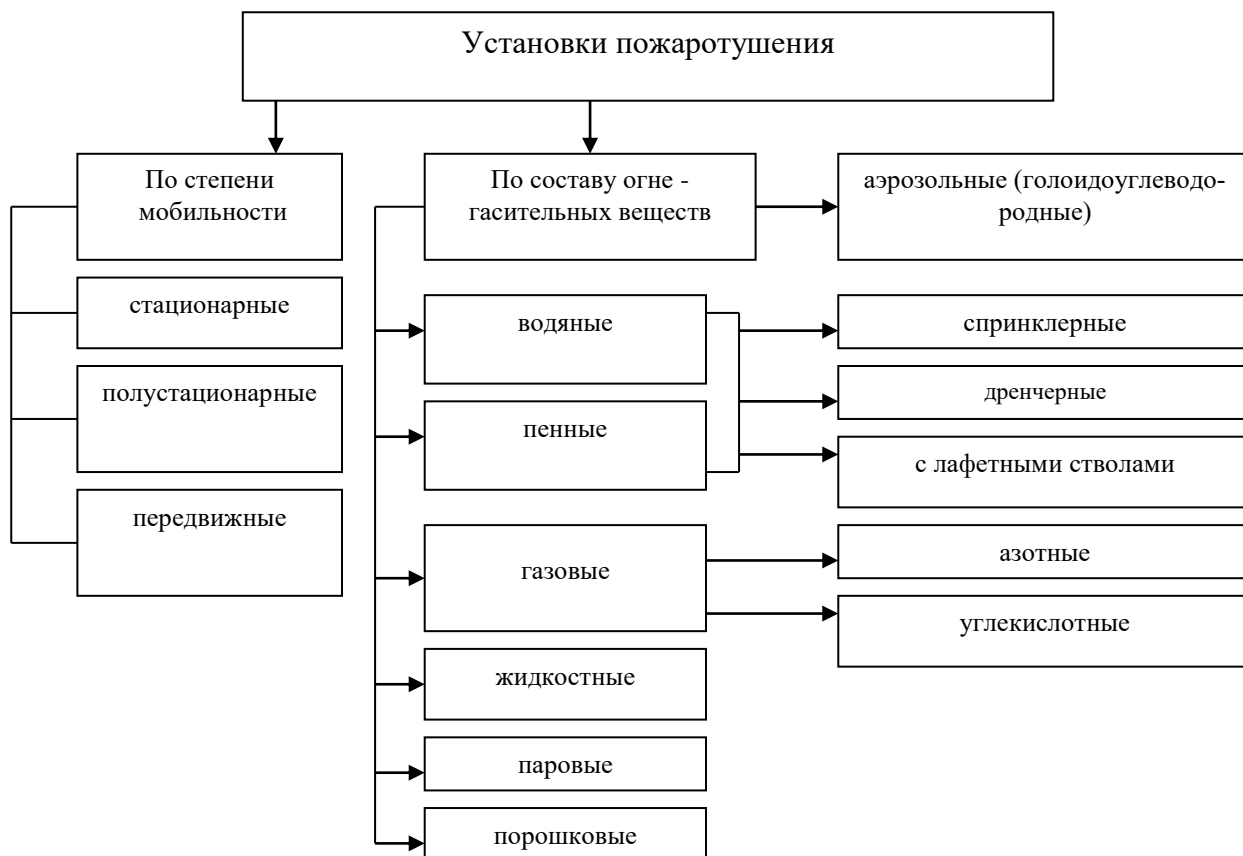 Установки пожаротушения
По степени
мобильности
стационарные
полустационарные
передвижные
По составу огне -
гасительных веществ
аэрозольные (голоидоуглеводо-
родные)
водяные
пенные
спринклерные
дренчерные
с лафетными стволами
газовые
азотные
углекислотные
жидкостные
паровые
порошковые